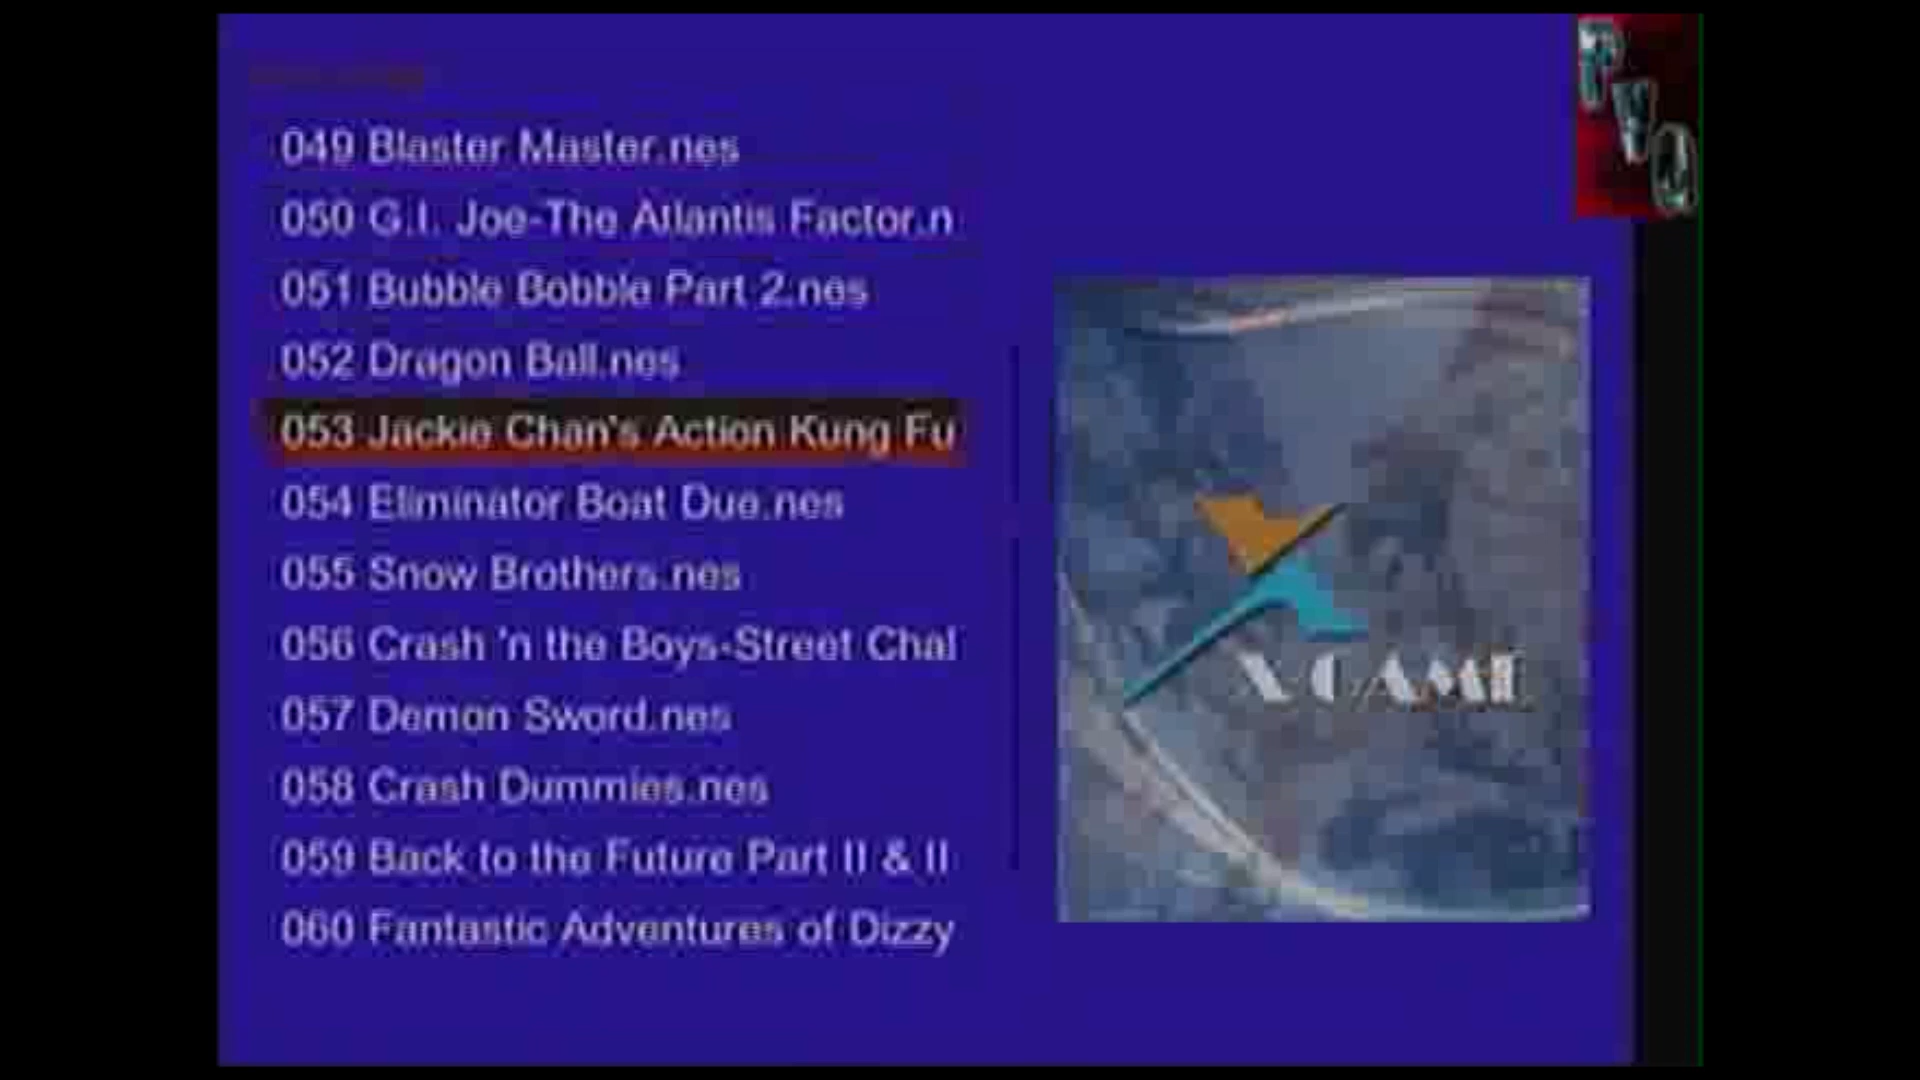 PVQ
049 Blaster Master.nes
050 G.I. Joe-The Atlantis Factor.n
051 Bubble Bobble Part 2.nes
052 Dragon Ball.nes
053 Jackie Chan's Action Kung Fu
054 Eliminator Boat Due.nes
055 Snow Brothers.nes
056 Crash 'n the Boys-Street Chal
057 Demon Sword.nes
058 Crash Dummies.nes
059 Back to the Future Part II & II
060 Fantastic Adventures of Dizzy
X-GAME